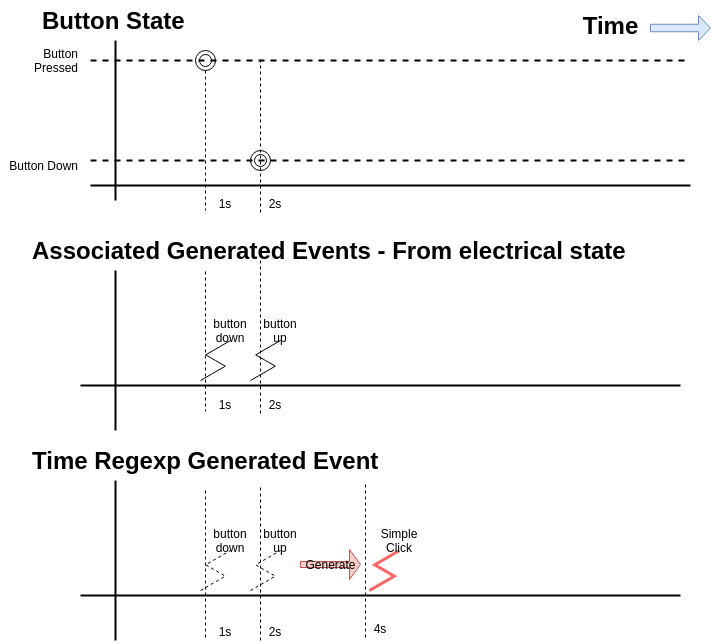 Button State
Time
Button
Pressed
Button Down
1s
2s
Associated Generated Events - From electrical state
button
down
button
up
1s
2s
Time Regexp Generated Event
button
down
button
up
Generate
Simple
Click
1s
2s
4s